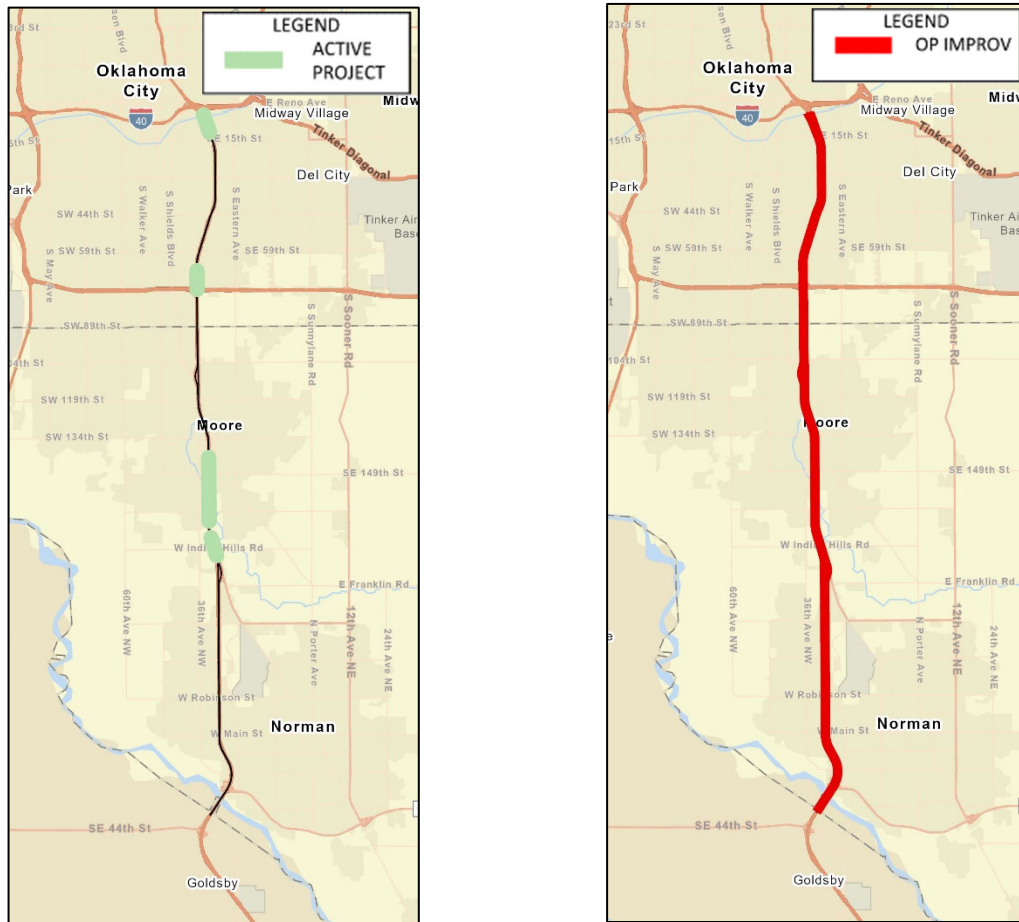 LEGEND
ACTIVE
PROJECT
Oklahoma
City
40
E Reno Ave
Midway Village
E 15th St
Tinker Diagonal
Del City
Park
S Walker Ave
S Shields Blvd
S Eastern Ave
SW 44th St
Tinker Air
Base
SW 59th St
SE 59th St
S May Ave
S Sooner Rd
S Sunnylane Rd
SW 89th St
SW 119th St
Moore
SW 134th St
SE 149th St
W Indian Hills Rd
E Franklin Rd
60th Ave NW
36th Ave NW
N Porter Ave
12th Ave NE
24th Ave NE
W Robinson St
Norman
W Main St
SE 44th St
Goldsby
LEGEND
OP IMPROV
23rd St
Oklahoma
City
40
E Reno Ave
Midway Village
15th St
E 15th St
Tinker Diagonal
Del City
Park
S Walker Ave
S Shields Blvd
S Eastern Ave
SW 44th St
Tinker Air
Base
SW 59th St
SE 59th St
S May Ave
S Sooner Rd
S Sunnylane Rd
SW 89th St
104th St
SW 119th St
Moore
SW 134th St
SE 149th St
W Indian Hills Rd
E Franklin Rd
60th Ave NW
36th Ave NW
N Porter Ave
12th Ave NE
24th Ave NE
W Robinson St
Norman
W Main St
SE 44th St
Goldsby